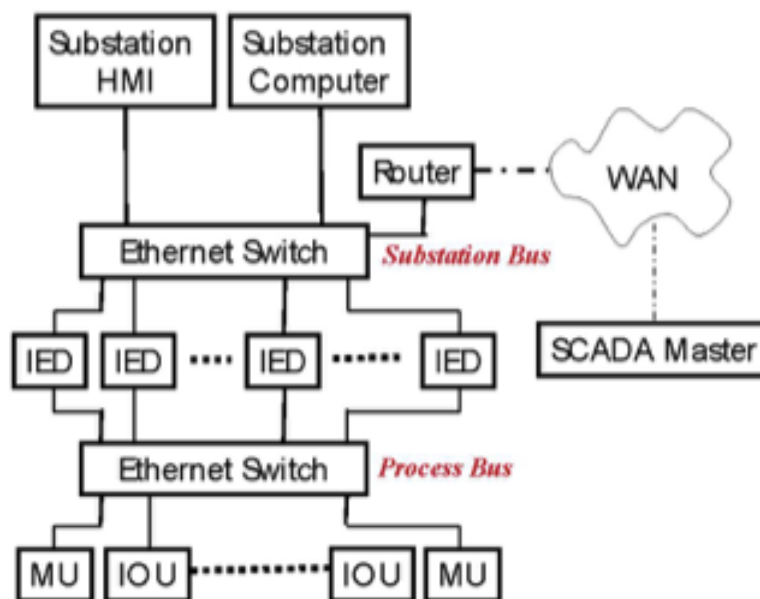 Substation
HMI
Substation
Computer
Router
WAN
Ethernet Switch
Substation Bus
IED
IED
IED
IED
SCADA Master
Ethernet Switch
Process Bus
MU
IOU
IOU
MU